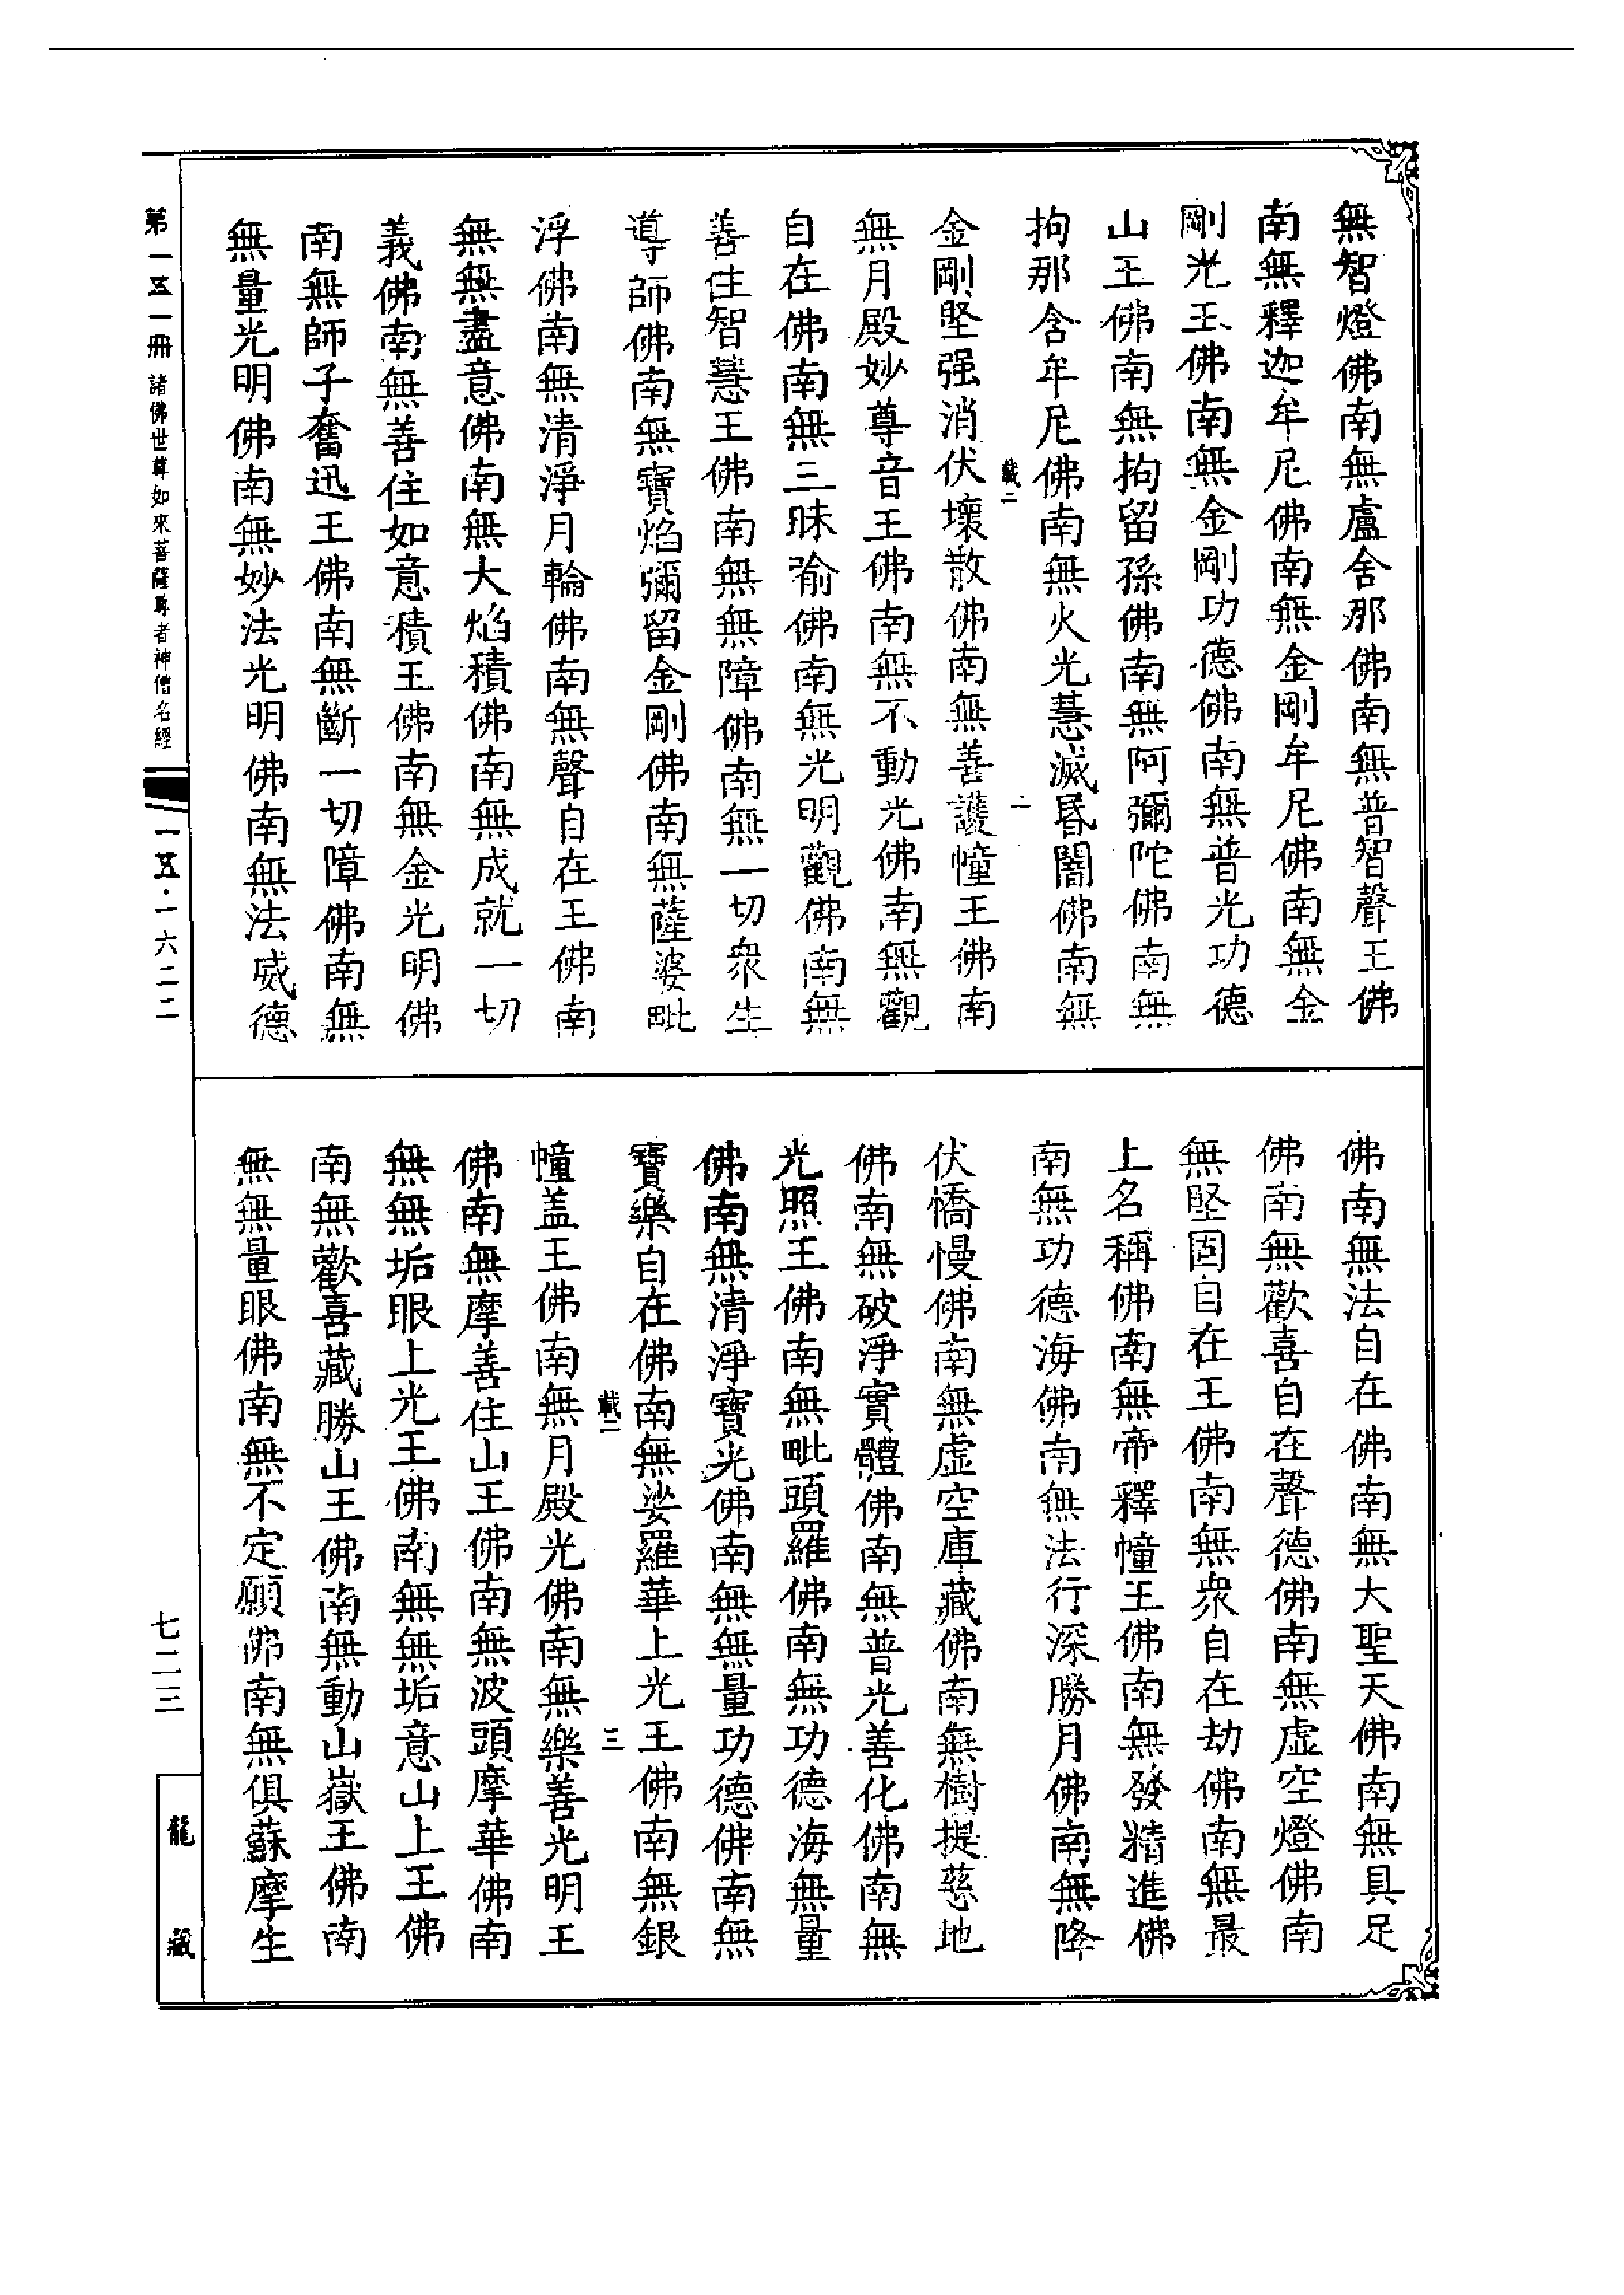 無智燈佛南無盧舍那佛南無普智聲王佛
南無釋迦牟尼佛南無金剛牟尼佛南無金
剛光王佛南無金剛功德佛南無普光功德
山王佛南無拘留孫佛南無阿彌陀佛南無
拘那含牟尼佛南無火光慧滅昏闇佛南無
載二
二
金剛堅强消伏壞散佛南無善護幢王佛南
無月殿妙尊音王佛南無不動光佛南無觀
自在佛南無三昧喻佛南無光明觀佛南無
善住智慧王佛南無無障佛南無一切衆生
導師佛南無寶焰彌留金剛佛南無薩婆毗
浮佛南無清淨月輪佛南無聲自在王佛南
無無盡意佛南無大焰積佛南無成就一切
義佛南無善住如意積王佛南無金光明佛
南無師子奮迅王佛南無斷一切障佛南無
無量光明佛南無妙法光明佛南無法威德
佛南無法自在佛南無大聖天佛南無具足
佛南無歡喜自在聲德佛南無虛空燈佛南
無堅固自在王佛南無衆自在劫佛南無最
上名稱佛南無帝釋幢王佛南無發精進佛
南無功德海佛南無法行深勝月佛南無降
伏憍慢佛南無虛空庫藏佛南無樹提慈地
佛南無破淨寶體佛南無普光善化佛南無
光照王佛南無毗頭羅佛南無功德海無量
佛南無清淨寶光佛南無無量功德佛南無
寶樂自在佛南無娑羅華上光王佛南無銀
載二
三
幢盖王佛南無月殿光佛南無樂善光明王
佛南無摩善住山王佛南無波頭摩華佛南
無無垢眼上光王佛南無無垢意山上王佛
南無歡喜藏勝山王佛南無動山嶽王佛南
無無量眼佛南無不定願佛南無俱蘇摩生
第一五一冊 諸佛世尊如來菩薩尊者神僧名經
一五·一六二二
七二三
龍藏